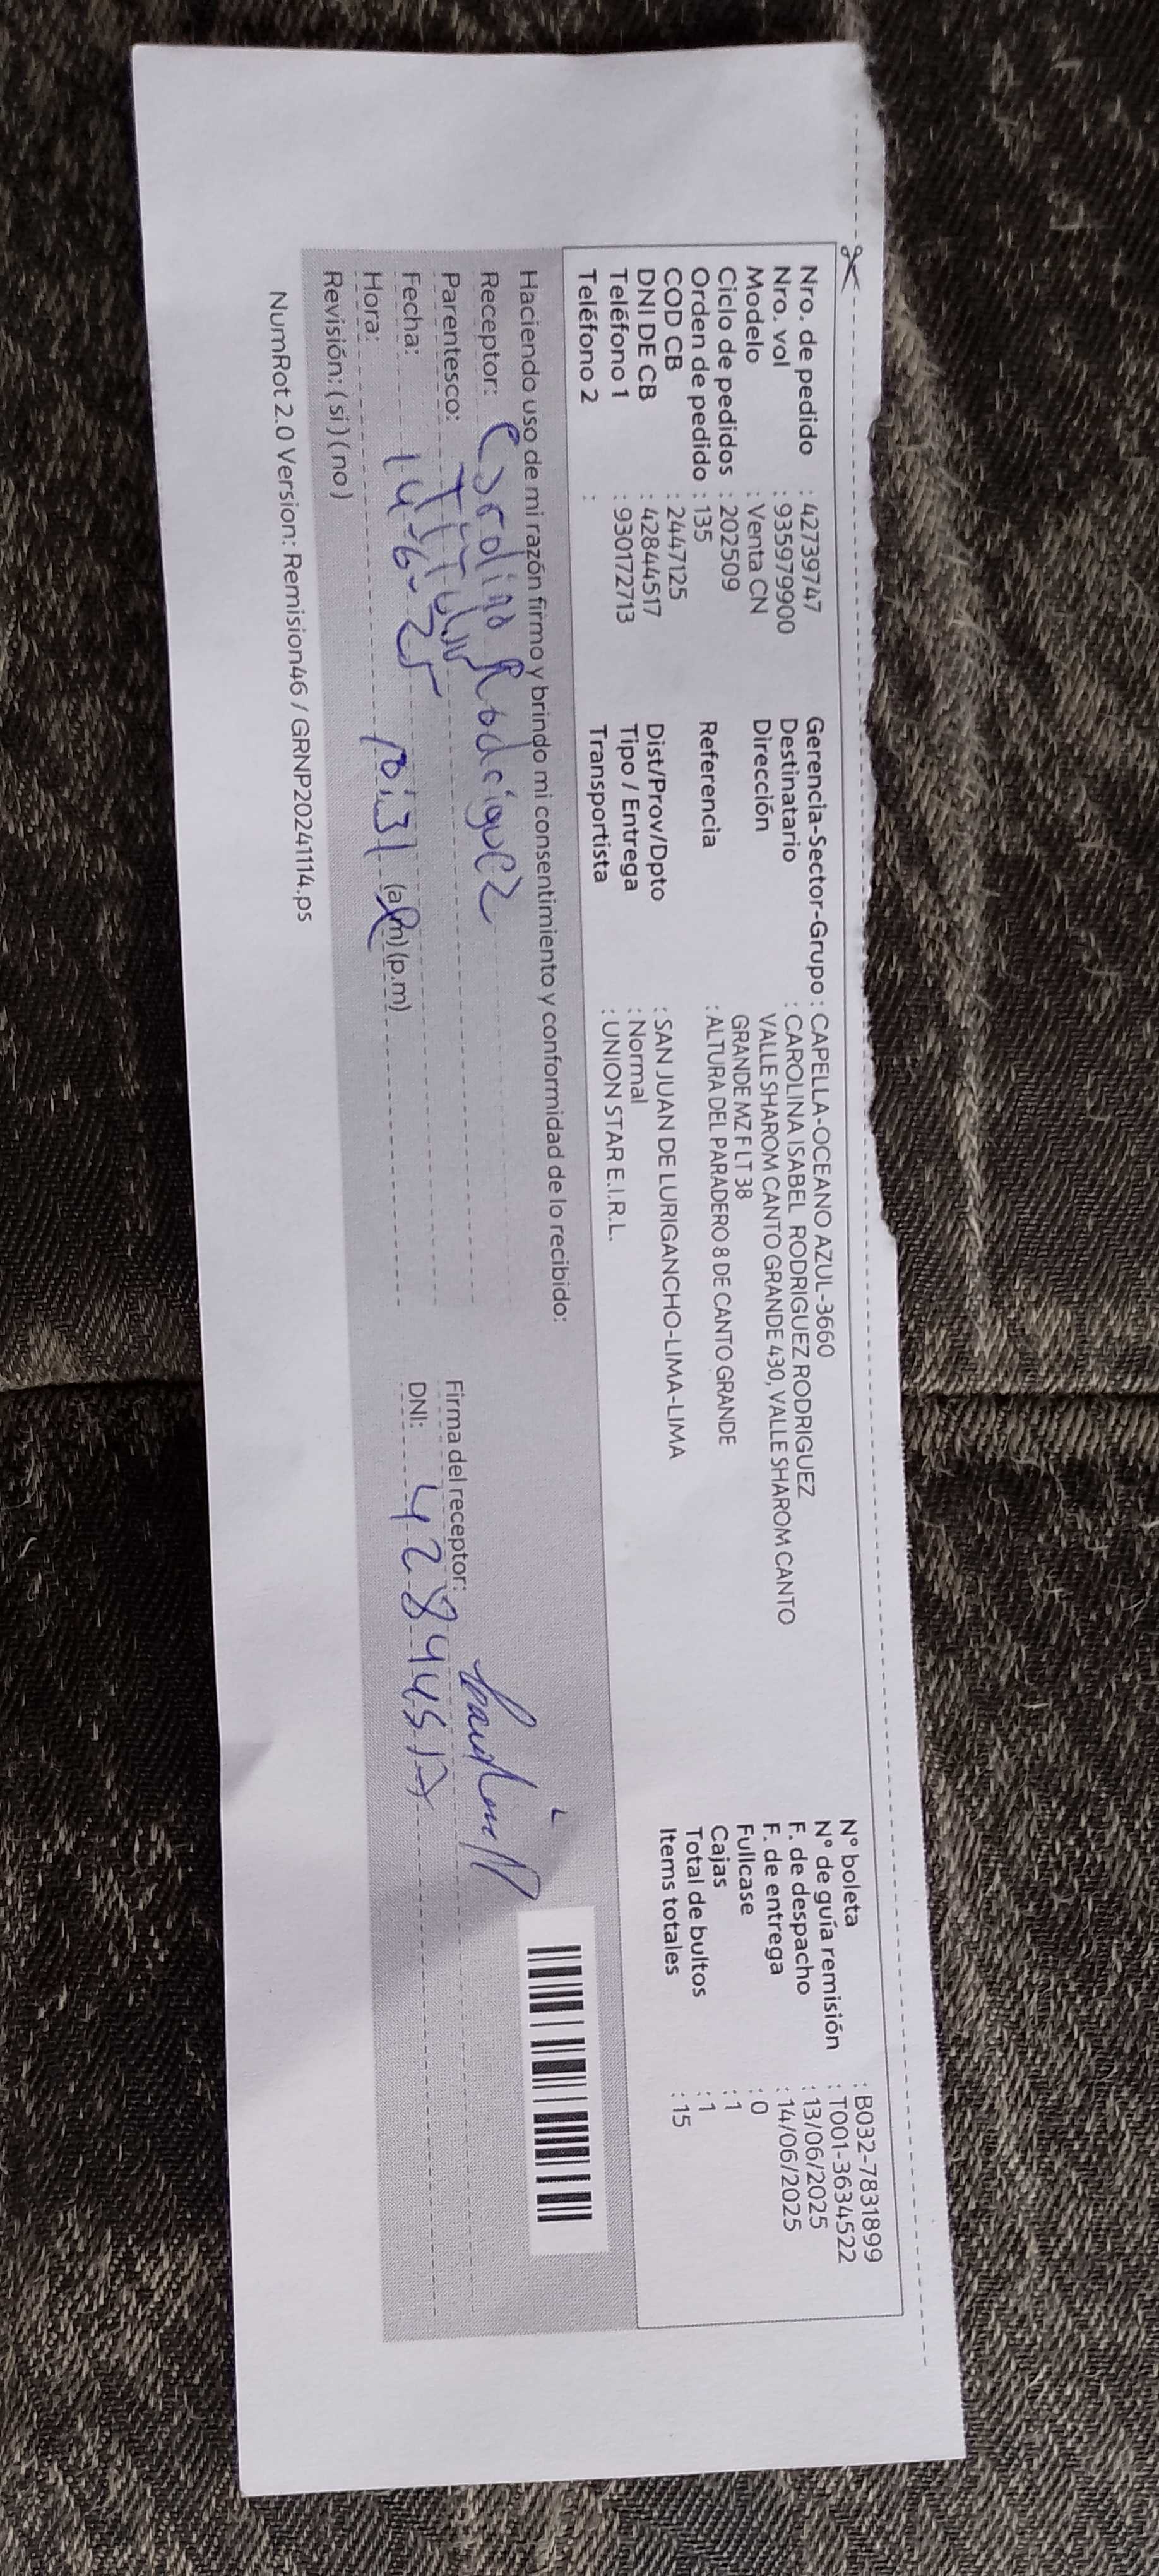 Nro. de pedido : 42739747
Nro. vol : 935979900
Modelo : Venta CN
Ciclo de pedidos : 202509
Orden de pedido : 135
COD CB : 2447125
DNI DE CB : 42844517
Teléfono 1 : 930172713
Teléfono 2 :
Gerencia-Sector-Grupo : CAPELLA-OCEANO AZUL-3660
Destinatario : CAROLINA ISABEL RODRIGUEZ RODRIGUEZ
Dirección VALLE SHAROM CANTO GRANDE 430, VALLE SHAROM CANTO
GRANDE MZ F LT 38
Referencia : ALTURA DEL PARADERO 8 DE CANTO GRANDE
Dist/Prov/Dpto : SAN JUAN DE LURIGANCHO-LIMA-LIMA
Tipo / Entrega : Normal
Transportista : UNION STAR E.I.R.L.
N° boleta : B032-7831899
N° de guía remisión : T001-3634522
F. de despacho : 13/06/2025
F. de entrega : 14/06/2025
Fullcase : 0
Cajas : 1
Total de bultos : 1
Items totales : 15
Haciendo uso de mi razón firmo y brindo mi consentimiento y conformidad de lo recibido:
Receptor: Carolina Rodriguez
Parentesco: Titular
Fecha: 14-6-25
Hora: 10:31 (a.m) (p.m)
Revisión: ( si ) ( no )
Firma del receptor:
DNI: 42844517
NumRot 2.0 Version: Remision46 / GRNP20241114.ps